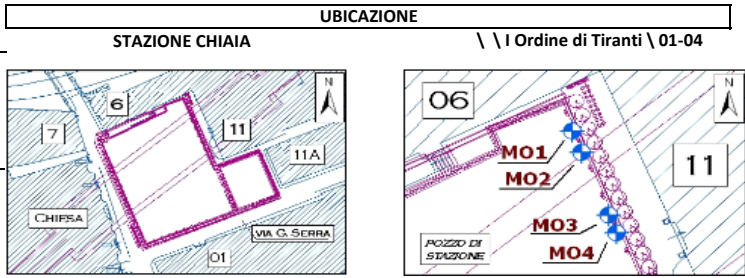 UBICAZIONE
STAZIONE CHIAIA
\ \ I Ordine di Tiranti \ 01-04
N
6
7
11
11A
CHIESA
VIA G. SERRA
01
N
06
MO1
MO2
11
MO3
MO4
POZZO DI
STAZIONE